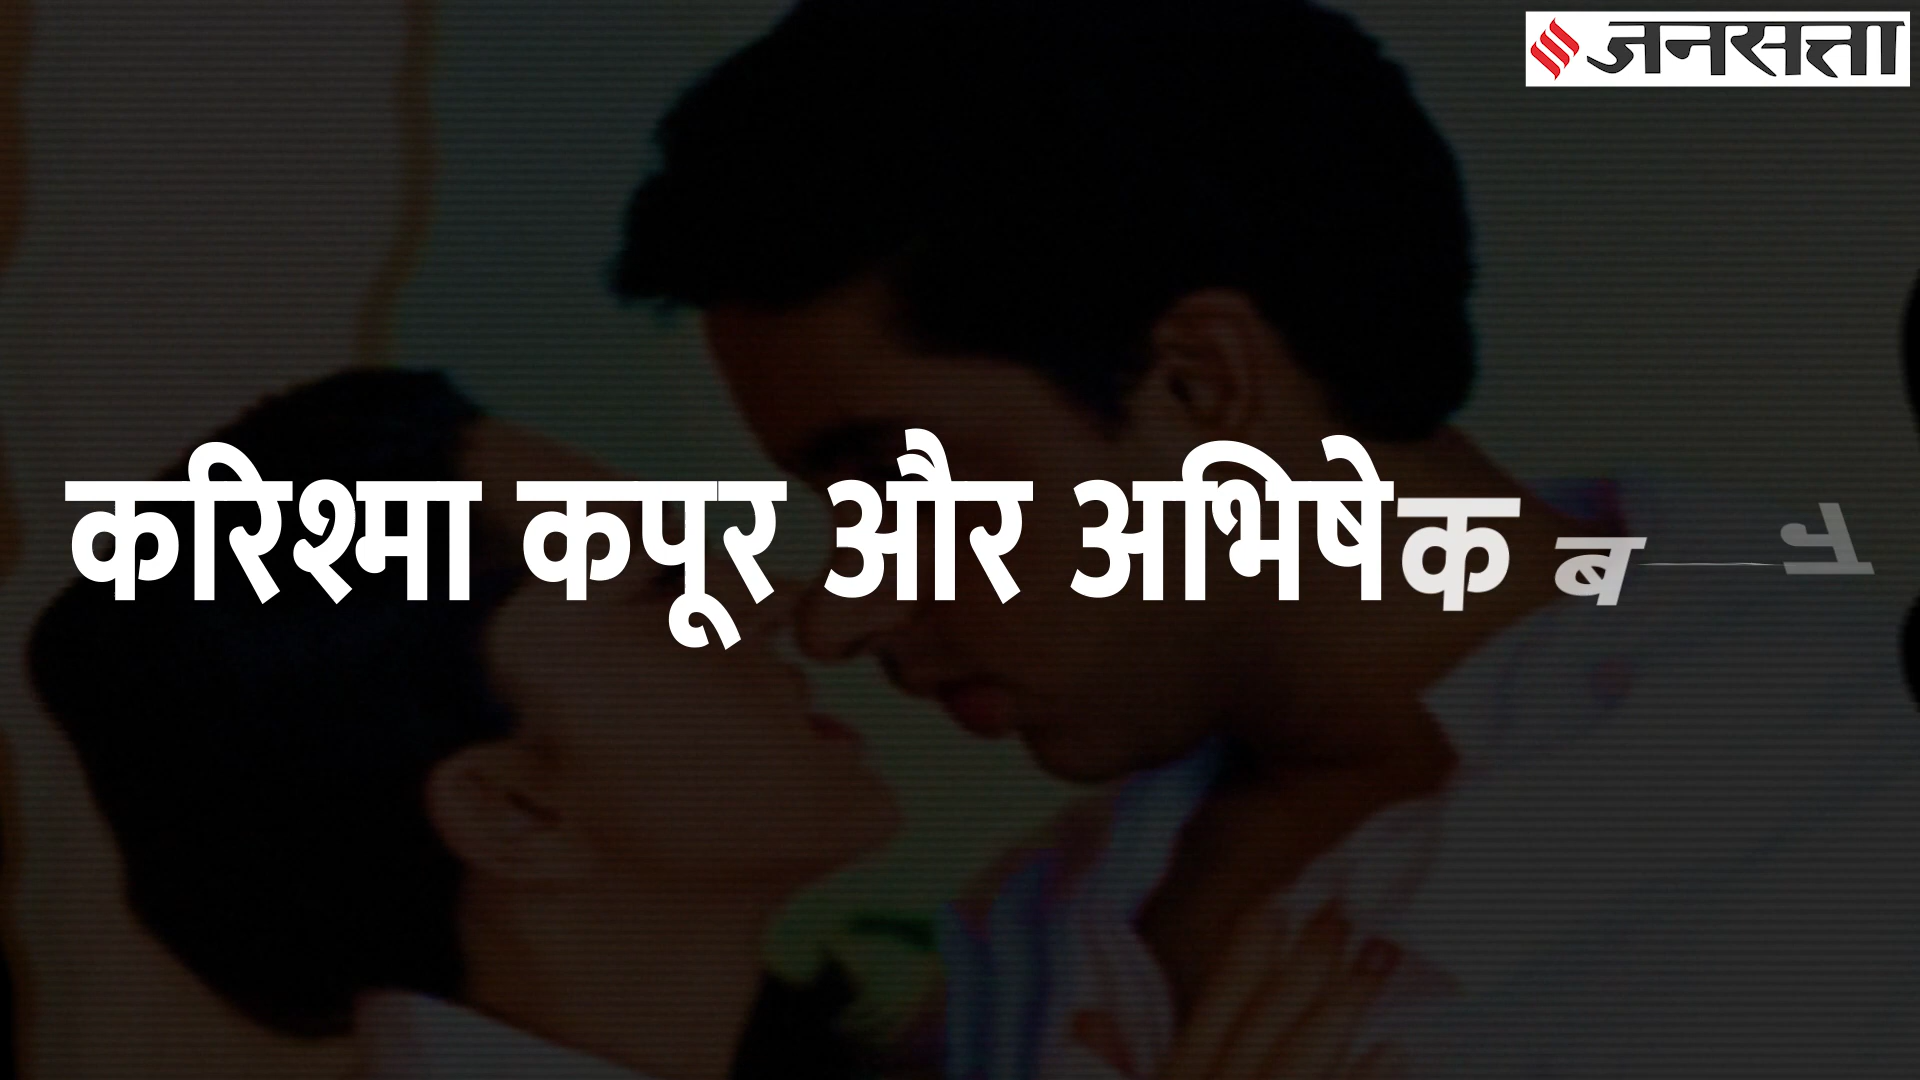 जनसत्ता
करिश्मा कपूर और अभिषेक ब